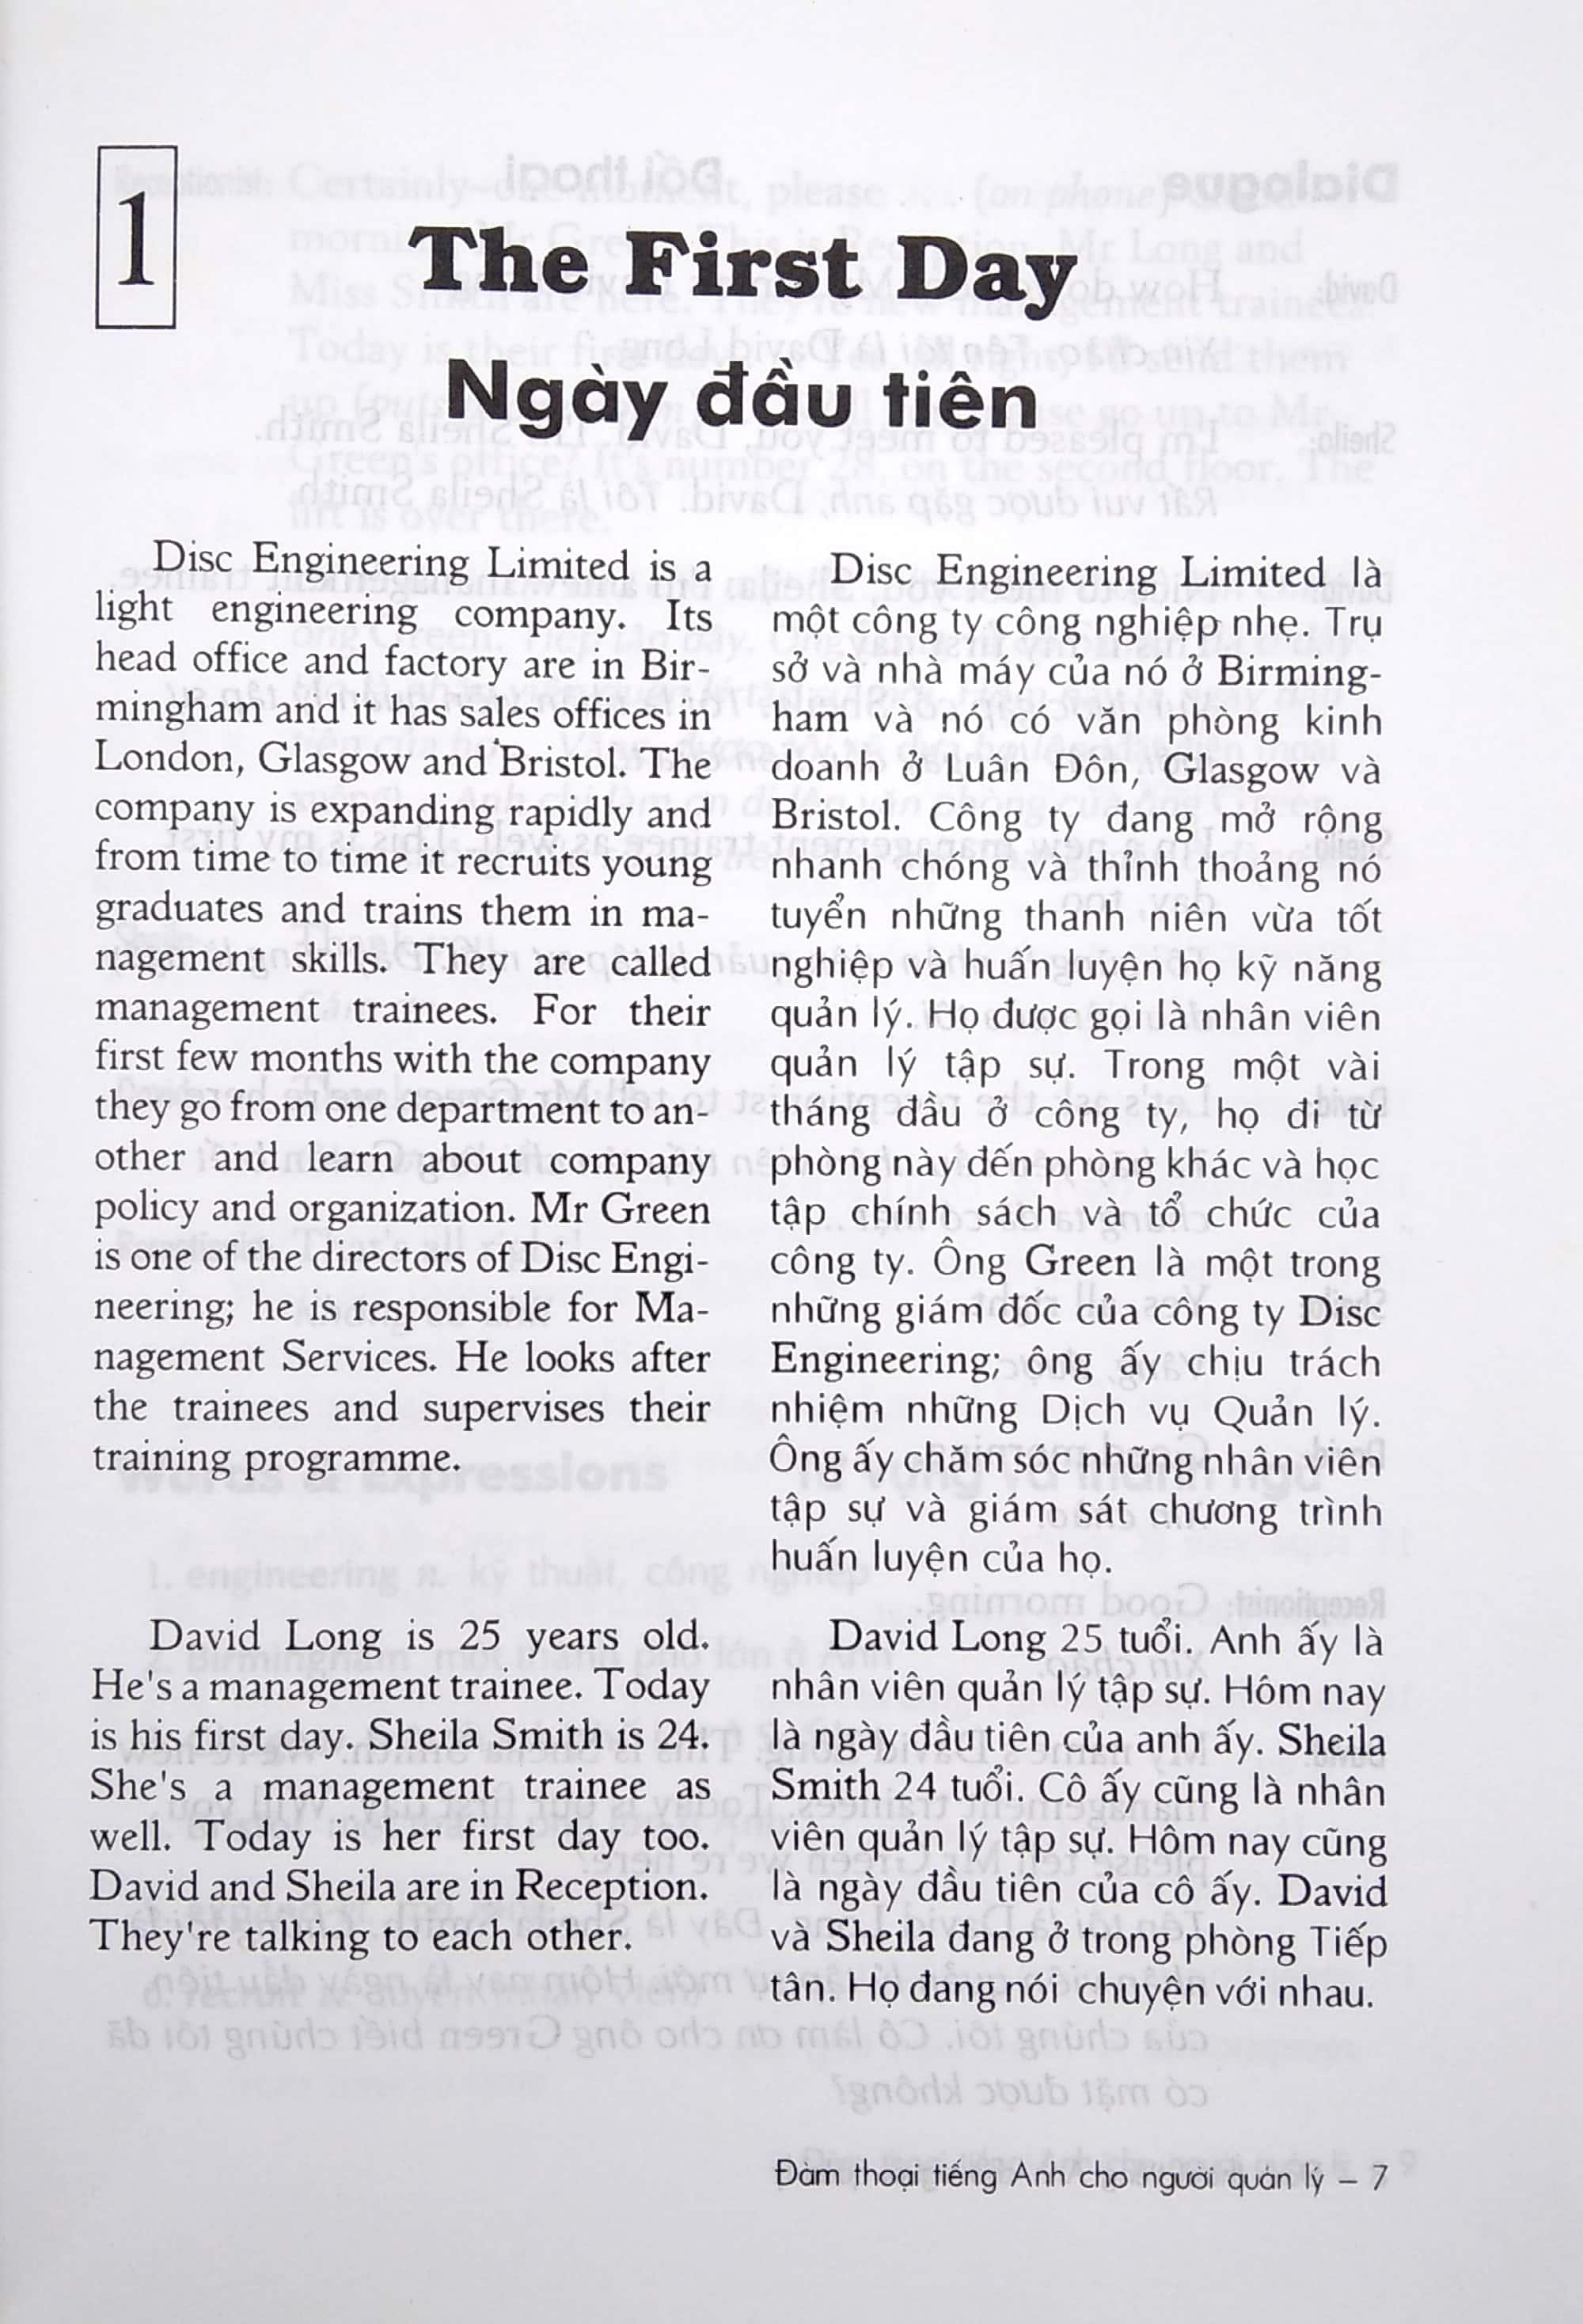 1
The First Day
Ngày đầu tiên
Disc Engineering Limited is a
light engineering company. Its
head office and factory are in Bir-
mingham and it has sales offices in
London, Glasgow and Bristol. The
company is expanding rapidly and
from time to time it recruits young
graduates and trains them in ma-
nagement skills. They are called
management trainees. For their
first few months with the company
they go from one department to an-
other and learn about company
policy and organization. Mr Green
is one of the directors of Disc Engi-
neering; he is responsible for Ma-
nagement Services. He looks after
the trainees and supervises their
training programme.
Disc Engineering Limited là
một công ty công nghiệp nhẹ. Trụ
sở và nhà máy của nó ở Birming-
ham và nó có văn phòng kinh
doanh ở Luân Đôn, Glasgow và
Bristol. Công ty đang mở rộng
nhanh chóng và thỉnh thoảng nó
tuyển những thanh niên vừa tốt
nghiệp và huấn luyện họ kỹ năng
quản lý. Họ được gọi là nhân viên
quản lý tập sự. Trong một vài
tháng đầu ở công ty, họ đi từ
phòng này đến phòng khác và học
tập chính sách và tổ chức của
công ty. Ông Green là một trong
những giám đốc của công ty Disc
Engineering; ông ấy chịu trách
nhiệm những Dịch vụ Quản lý.
Ông ấy chăm sóc những nhân viên
tập sự và giám sát chương trình
huấn luyện của họ.
David Long is 25 years old.
He's a management trainee. Today
is his first day. Sheila Smith is 24.
She's a management trainee as
well. Today is her first day too.
David and Sheila are in Reception.
They're talking to each other.
David Long 25 tuổi. Anh ấy là
nhân viên quản lý tập sự. Hôm nay
là ngày đầu tiên của anh ấy. Sheila
Smith 24 tuổi. Cô ấy cũng là nhân
viên quản lý tập sự. Hôm nay cũng
là ngày đầu tiên của cô ấy. David
và Sheila đang ở trong phòng Tiếp
tân. Họ đang nói chuyện với nhau.
Đàm thoại tiếng Anh cho người quản lý – 7